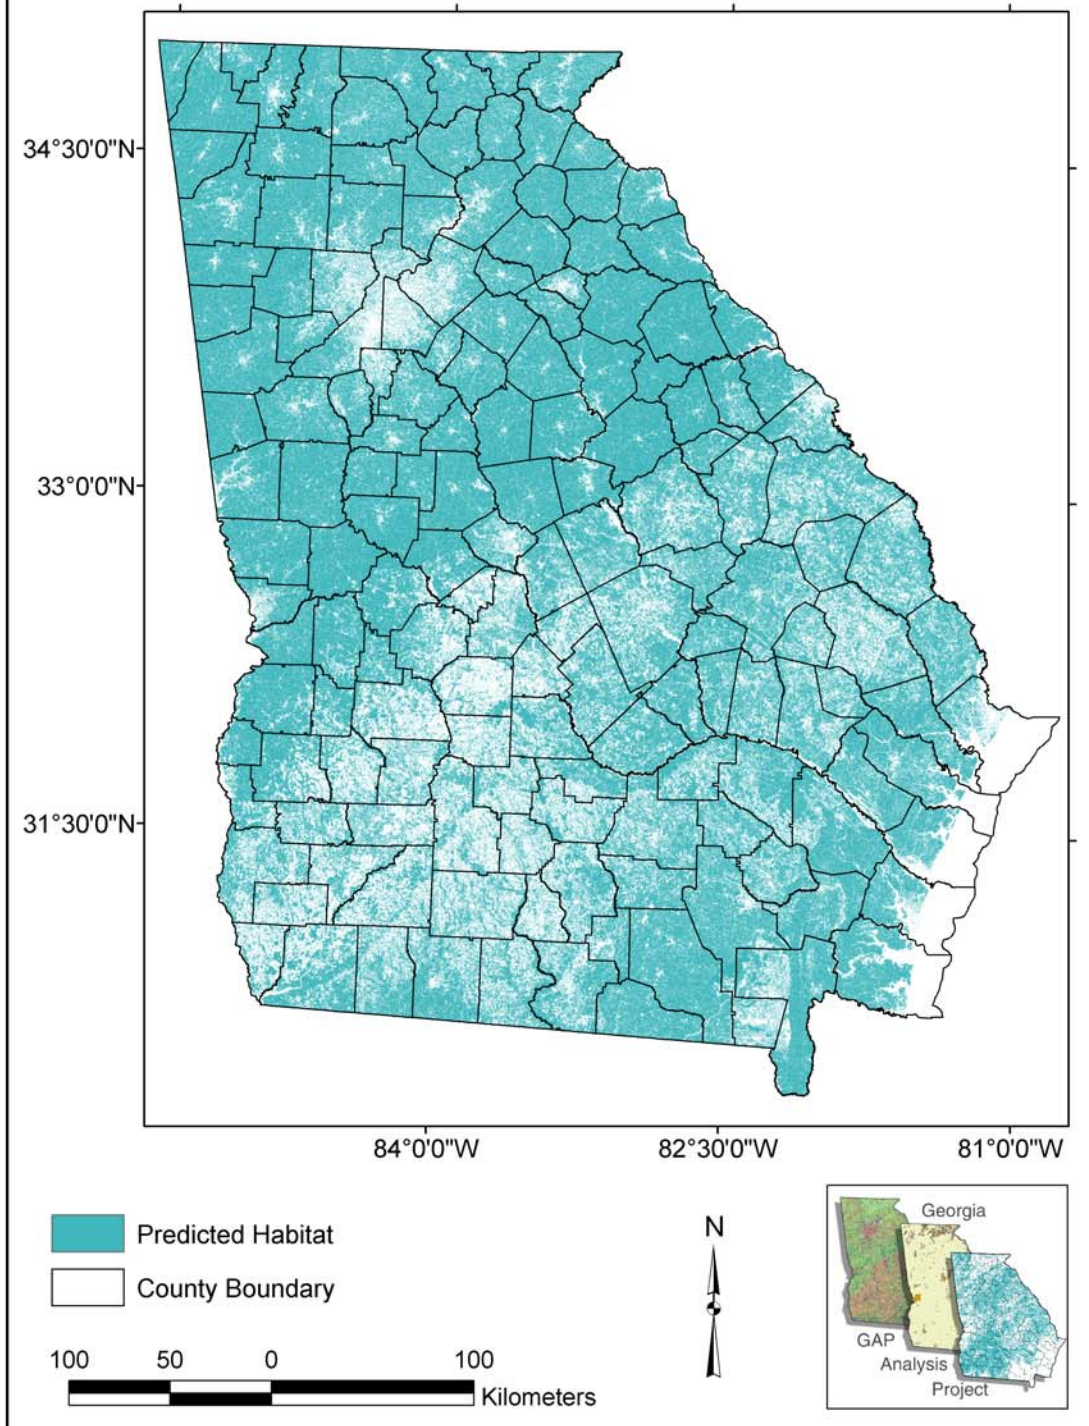 34°30'0"N
33°0'0"N
31°30'0"N
84°0'0"W 82°30'0"W 81°0'0"W
Predicted Habitat
County Boundary
100 50 0 100
Kilometers
N
Georgia
GAP
Analysis
Project